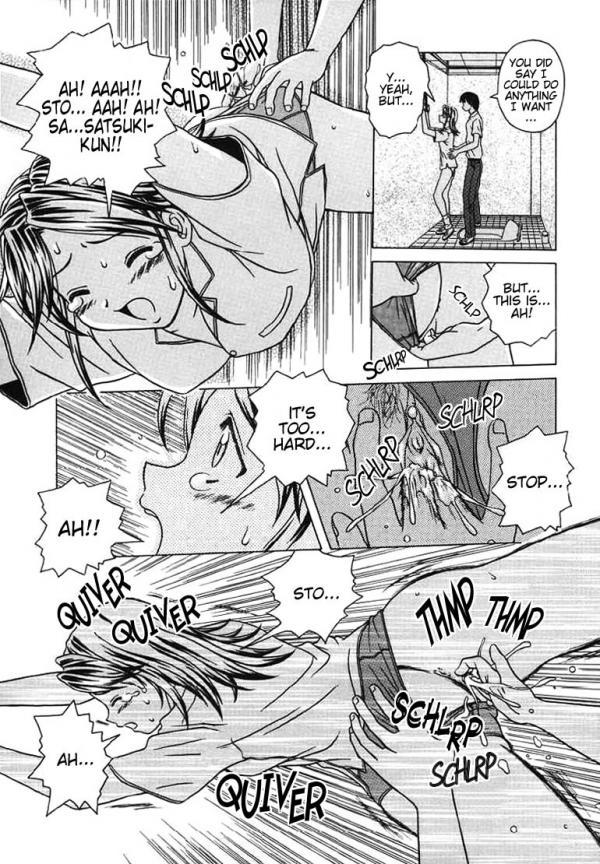 YOU DID
SAY I
COULD DO
ANYTHING
I WANT
...
Y...
YEAH,
BUT...
SCHLP
SCHLP
SCHLP
SCHLP
AH! AAAH!!
STO... AAH! AH!
SA...SATSUKI-
KUN!!
BUT...
THIS IS...
AH!
SCHLP
SCHLRP
SCHLRP
SCHLRP
STOP...
IT'S
TOO...
HARD...
AH!!
STO...
QUIVER
QUIVER
THMP THMP
SCHLRP
SCHLRP
AH...
QUIVER